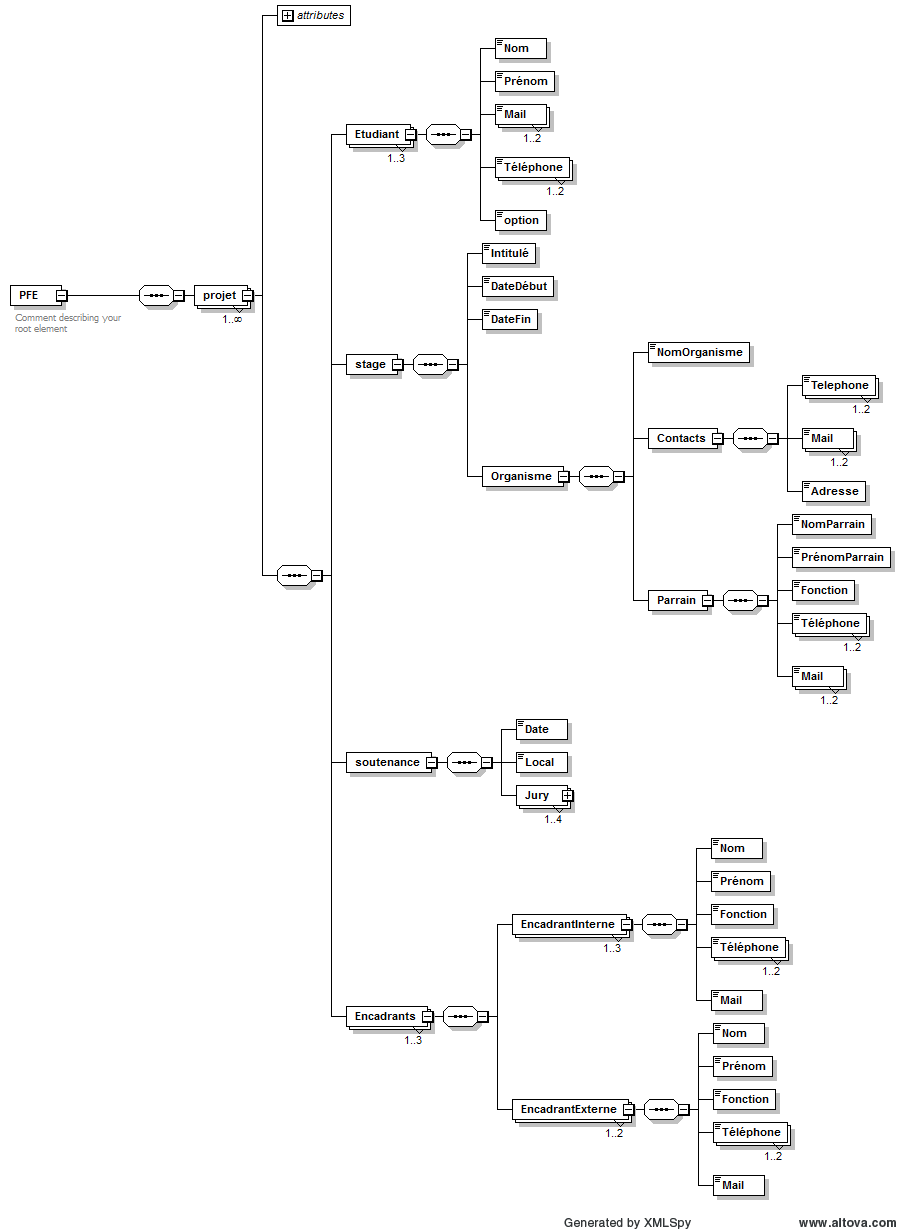 attributes
Nom
Prénom
Mail
1..2
Etudiant
1..3
Téléphone
1..2
option
Intitulé
DateDébut
DateFin
PFE
Comment describing your
root element
projet
1..∞
stage
Organisme
NomOrganisme
Contacts
Telephone
1..2
Mail
1..2
Adresse
Parrain
NomParrain
PrénomParrain
Fonction
Téléphone
1..2
Mail
1..2
soutenance
Date
Local
Jury
1..4
Encadrants
1..3
EncadrantInterne
1..3
Nom
Prénom
Fonction
Téléphone
1..2
Mail
EncadrantExterne
1..2
Nom
Prénom
Fonction
Téléphone
1..2
Mail
Generated by XMLSpy
www.altova.com